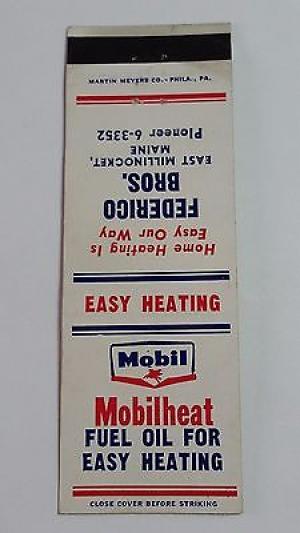 MARTIN MEYERS CO. - PHILA., PA.
Home Heating Is
Easy Our Way
FEDERICO
BROS.
EAST MILLINOCKET,
MAINE
PIoneer 6-3352
EASY HEATING
Mobil
Mobilheat
FUEL OIL FOR
EASY HEATING
CLOSE COVER BEFORE STRIKING